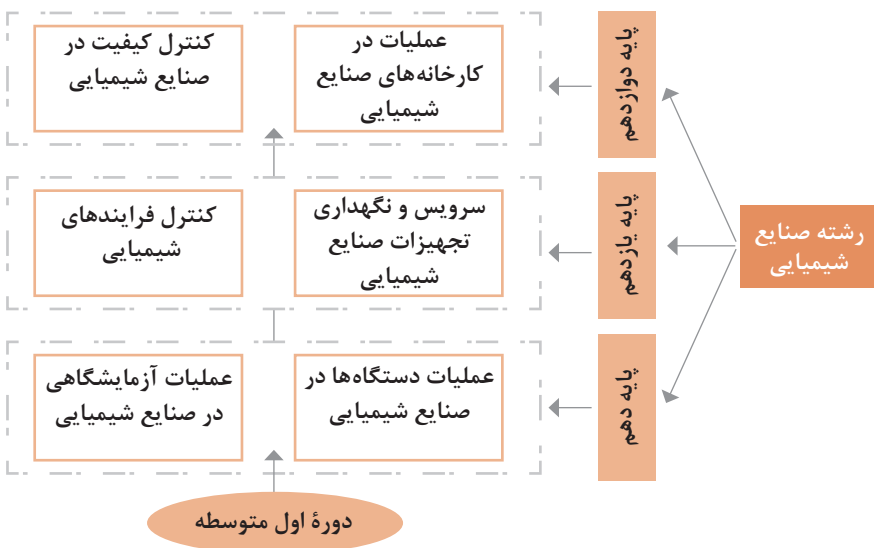 رشته صنایع
شیمیایی
پایه دوازدهم
عملیات در
کارخانه‌های صنایع
شیمیایی
کنترل کیفیت در
صنایع شیمیایی
پایه یازدهم
سرویس و نگهداری
تجهیزات صنایع
شیمیایی
کنترل فرایندهای
شیمیایی
پایه دهم
عملیات دستگاه‌ها در
صنایع شیمیایی
عملیات آزمایشگاهی
در صنایع شیمیایی
دورۀ اول متوسطه